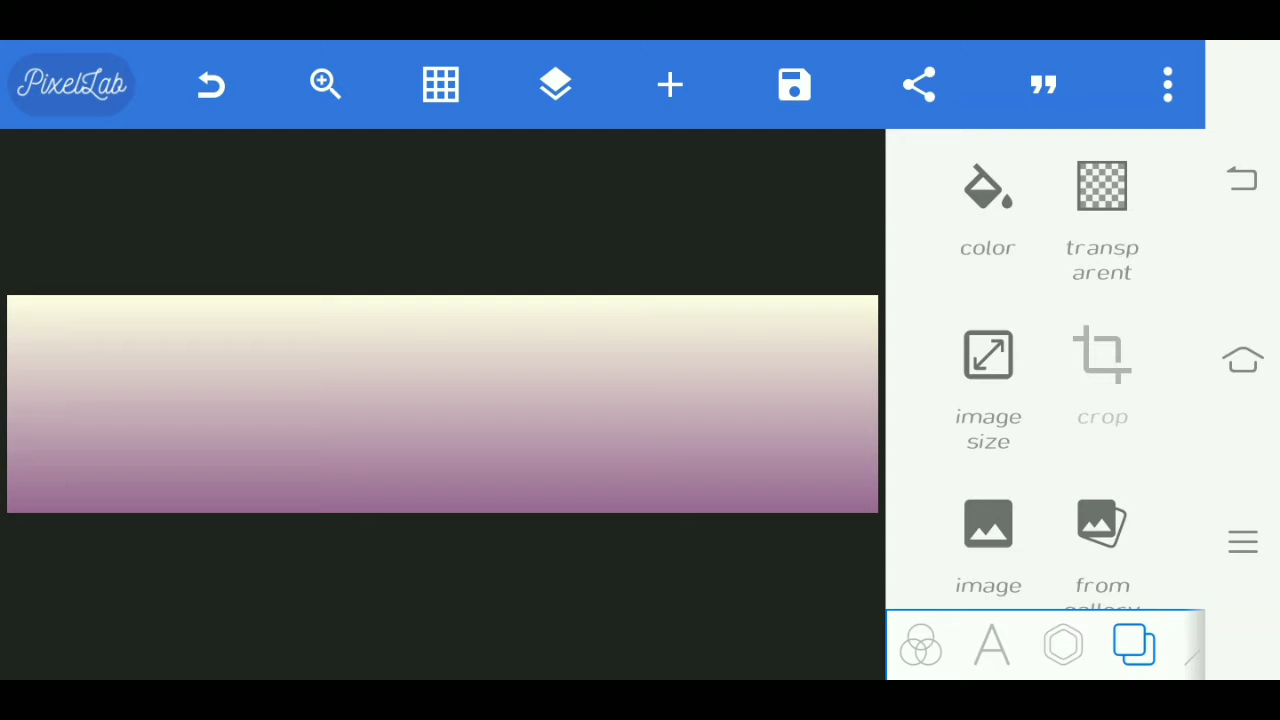 PixelLab
color
transp
arent
image
size
crop
image
from
gallery